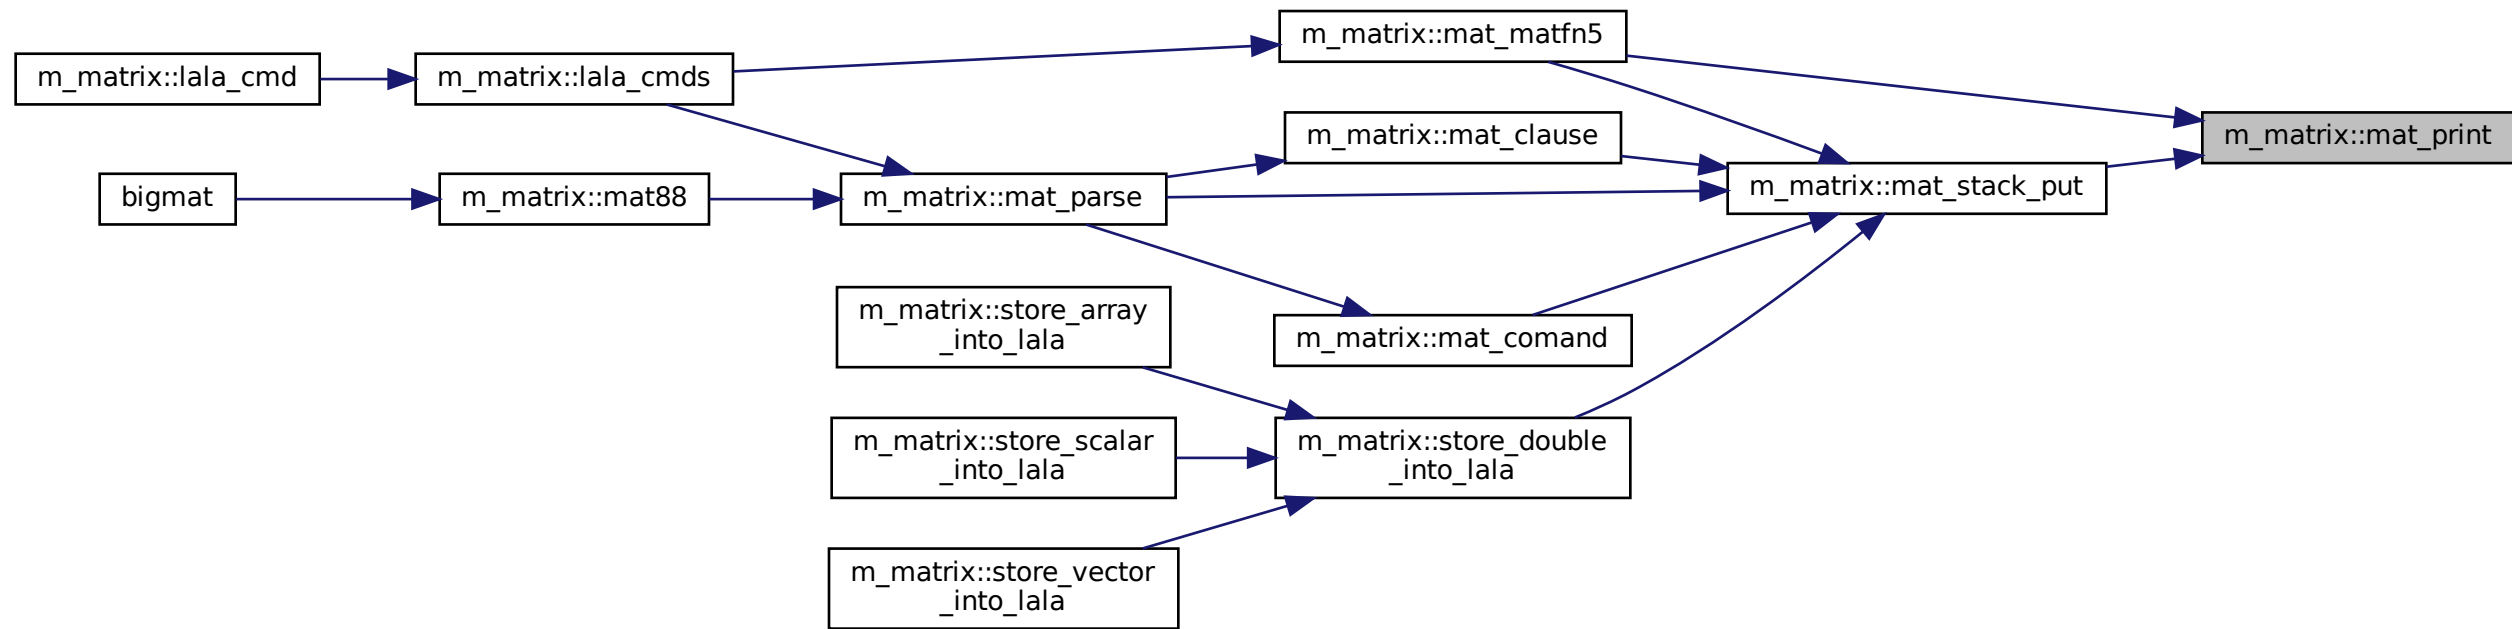 m_matrix::mat_matfn5
m_matrix::lala_cmd
m_matrix::lala_cmds
m_matrix::mat_print
m_matrix::mat_clause
m_matrix::mat_stack_put
bigmat
m_matrix::mat88
m_matrix::mat_parse
m_matrix::store_array
_into_lala
m_matrix::mat_comand
m_matrix::store_scalar
_into_lala
m_matrix::store_double
_into_lala
m_matrix::store_vector
_into_lala